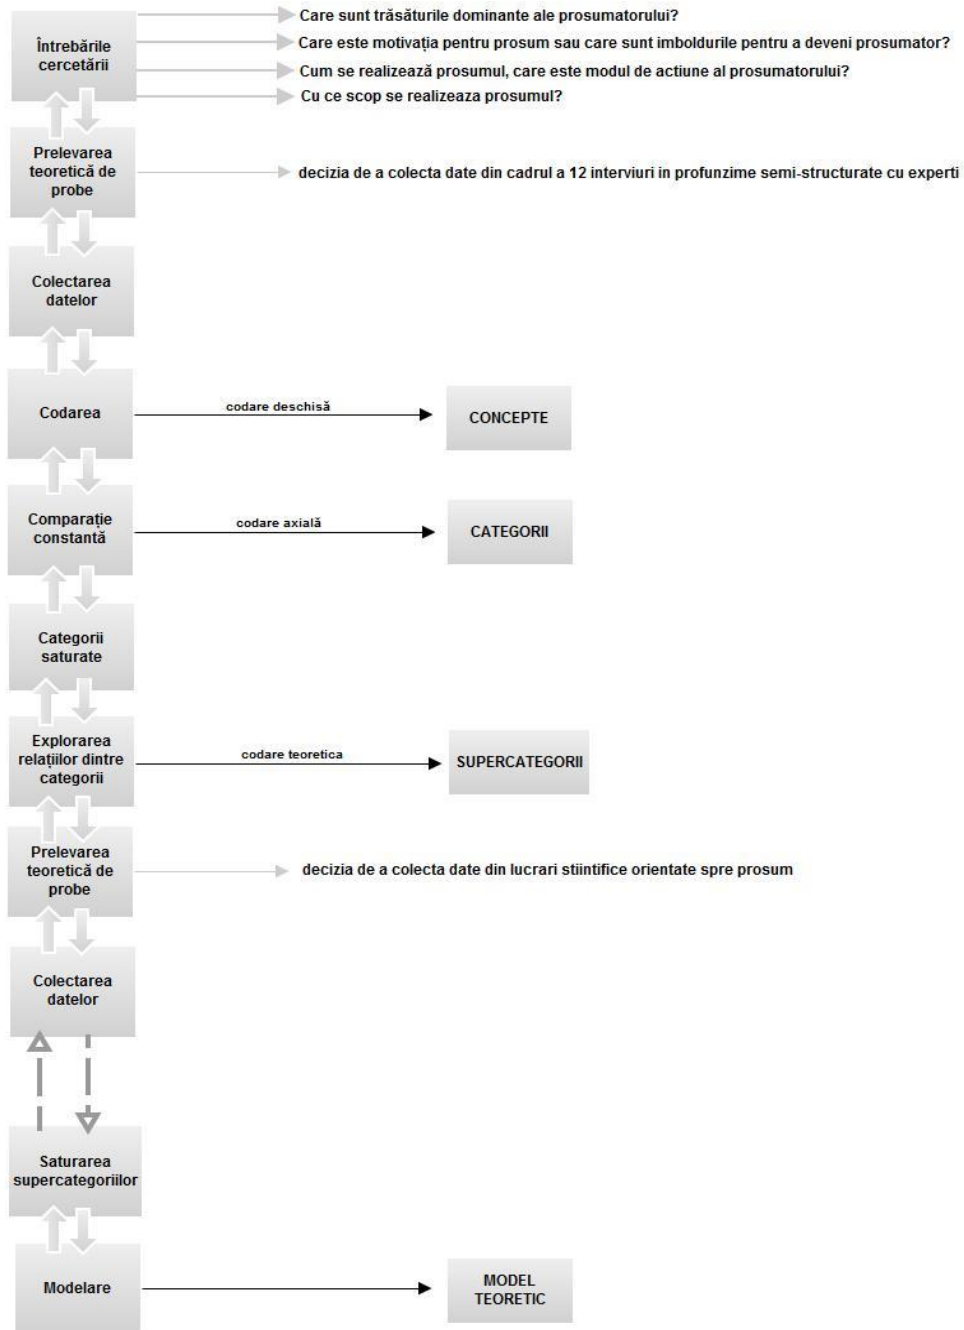 Întrebările
cercetării
Care sunt trăsăturile dominante ale prosumatorului?
Care este motivația pentru prosum sau care sunt imboldurile pentru a deveni prosumator?
Cum se realizează prosumul, care este modul de actiune al prosumatorului?
Cu ce scop se realizeaza prosumul?
Prelevarea
teoretică de
probe
decizia de a colecta date din cadrul a 12 interviuri in profunzime semi-structurate cu experti
Colectarea
datelor
Codarea
codare deschisă
CONCEPTE
Comparație
constantă
codare axială
CATEGORII
Categorii
saturate
Explorarea
relațiilor dintre
categorii
codare teoretica
SUPERCATEGORII
Prelevarea
teoretică de
probe
decizia de a colecta date din lucrari stiintifice orientate spre prosum
Colectarea
datelor
Saturarea
supercategoriilor
Modelare
MODEL
TEORETIC